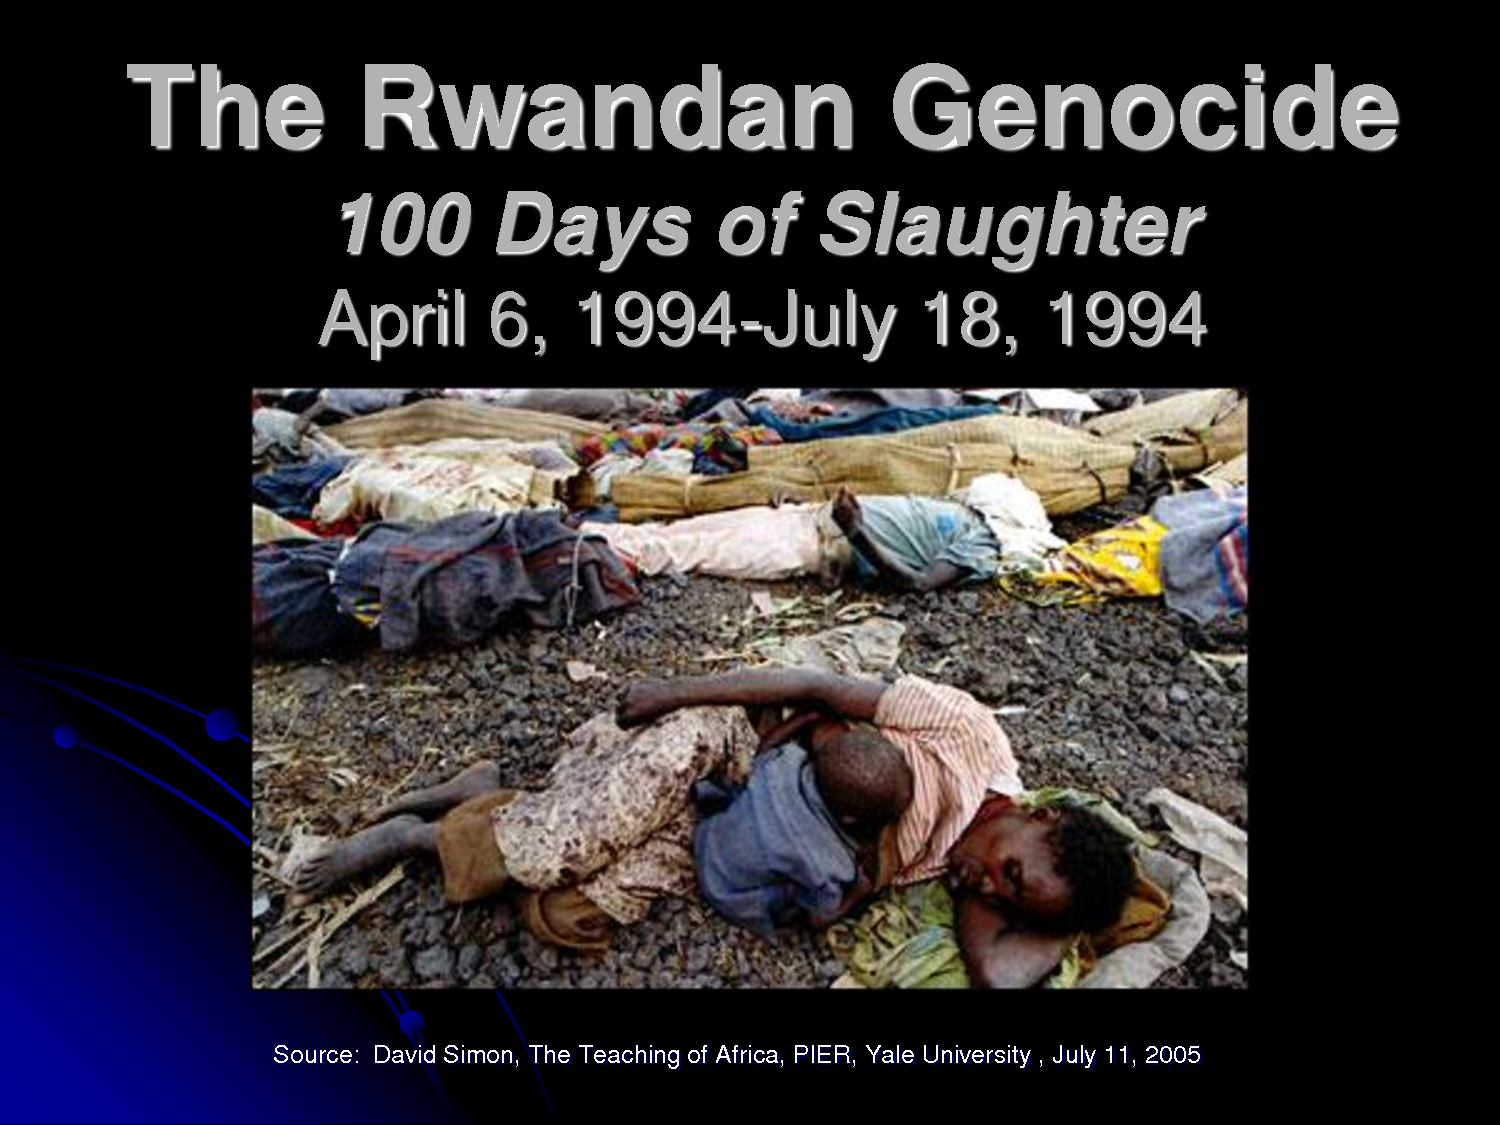 The Rwandan Genocide
100 Days of Slaughter
April 6, 1994-July 18, 1994
Source:  David Simon, The Teaching of Africa, PIER, Yale University , July 11, 2005